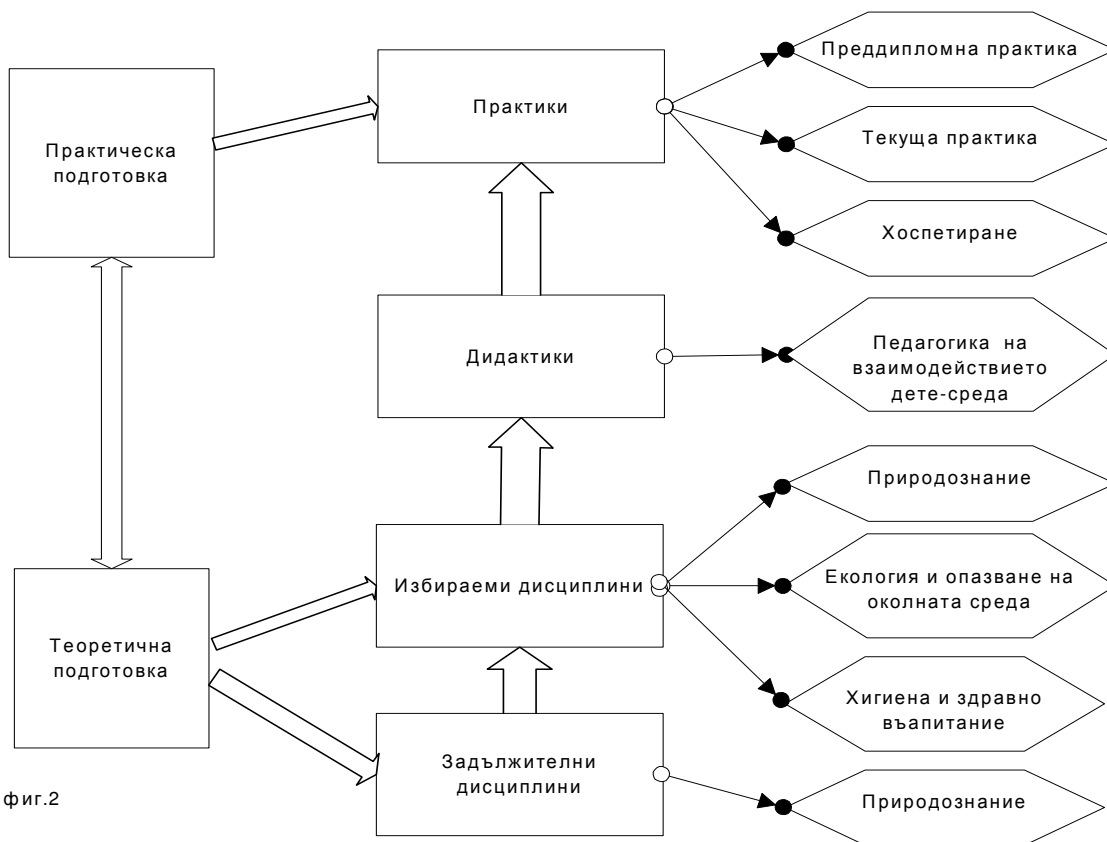 Практическа
подготовка
Теоретична
подготовка
фиг.2
Практики
Дидактики
Избираеми дисциплини
Задължителни
дисциплини
Преддипломна практика
Текуща практика
Хоспетиране
Педагогика на
взаимодействието
дете-среда
Природознание
Екология и опазване на
околната среда
Хигиена и здравно
въапитание
Природознание